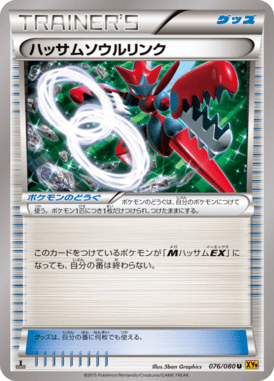 TRAINER'S グッズ
ハッサムソウルリンク
ポケモンのどうぐ
ポケモンのどうぐは、自分のポケモンにつけて
使う。ポケモン1匹につき1枚だけつけられ、つけたままにする。
このカードをつけているポケモンが「MハッサムEX」に
なっても、自分の番は終わらない。
グッズは、自分の番に何枚でも使える。
Illus.5ban Graphics 076/080 U XY
©2015 Pokémon/Nintendo/Creatures/GAME FREAK